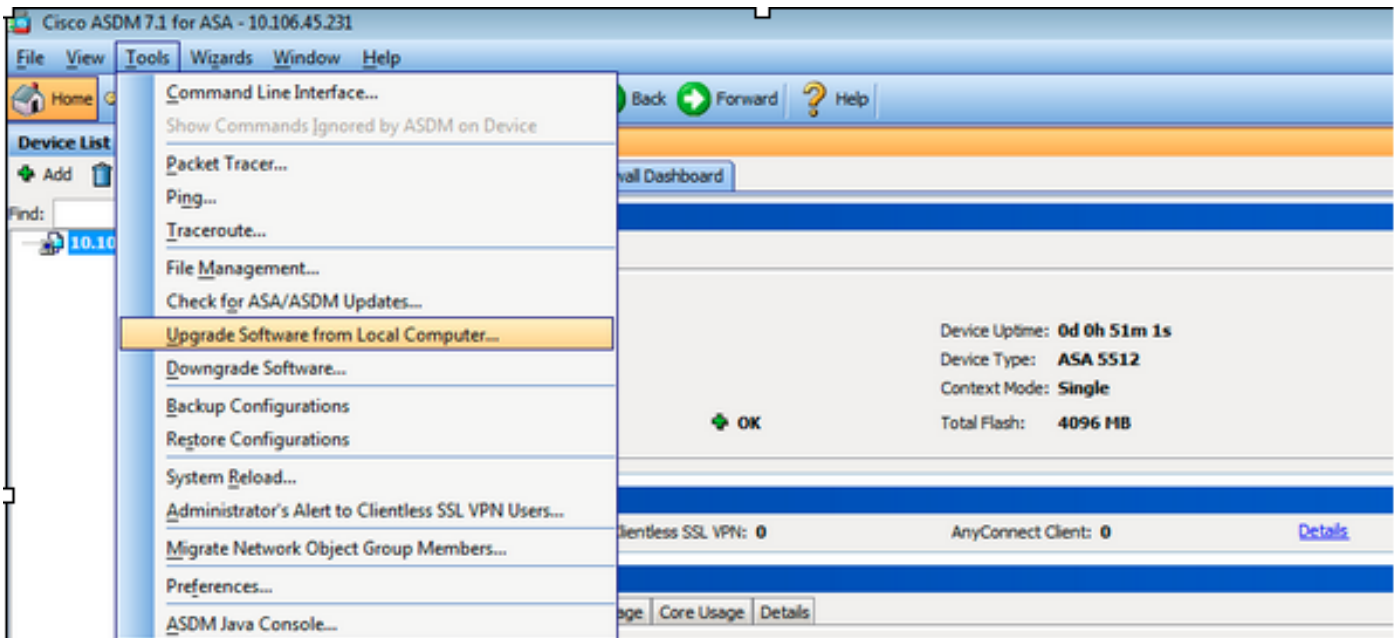 Cisco ASDM 7.1 for ASA - 10.106.45.231
File View Tools Wizards Window Help
Home
Back Forward Help
Command Line Interface...
Show Commands Ignored by ASDM on Device
Packet Tracer...
Ping...
Traceroute...
File Management...
Check for ASA/ASDM Updates...
Upgrade Software from Local Computer...
Downgrade Software...
Backup Configurations
Restore Configurations
System Reload...
Administrator's Alert to Clientless SSL VPN Users...
Migrate Network Object Group Members...
Preferences...
ASDM Java Console...
Device List
Add
Find:
10.10
wall Dashboard
Device Uptime: 0d 0h 51m 1s
Device Type: ASA 5512
Context Mode: Single
OK
Total Flash: 4096 MB
Clientless SSL VPN: 0
AnyConnect Client: 0
Details
age Core Usage Details